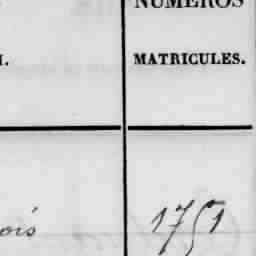 NUMÉROS
I. MATRICULES.
ois 1751